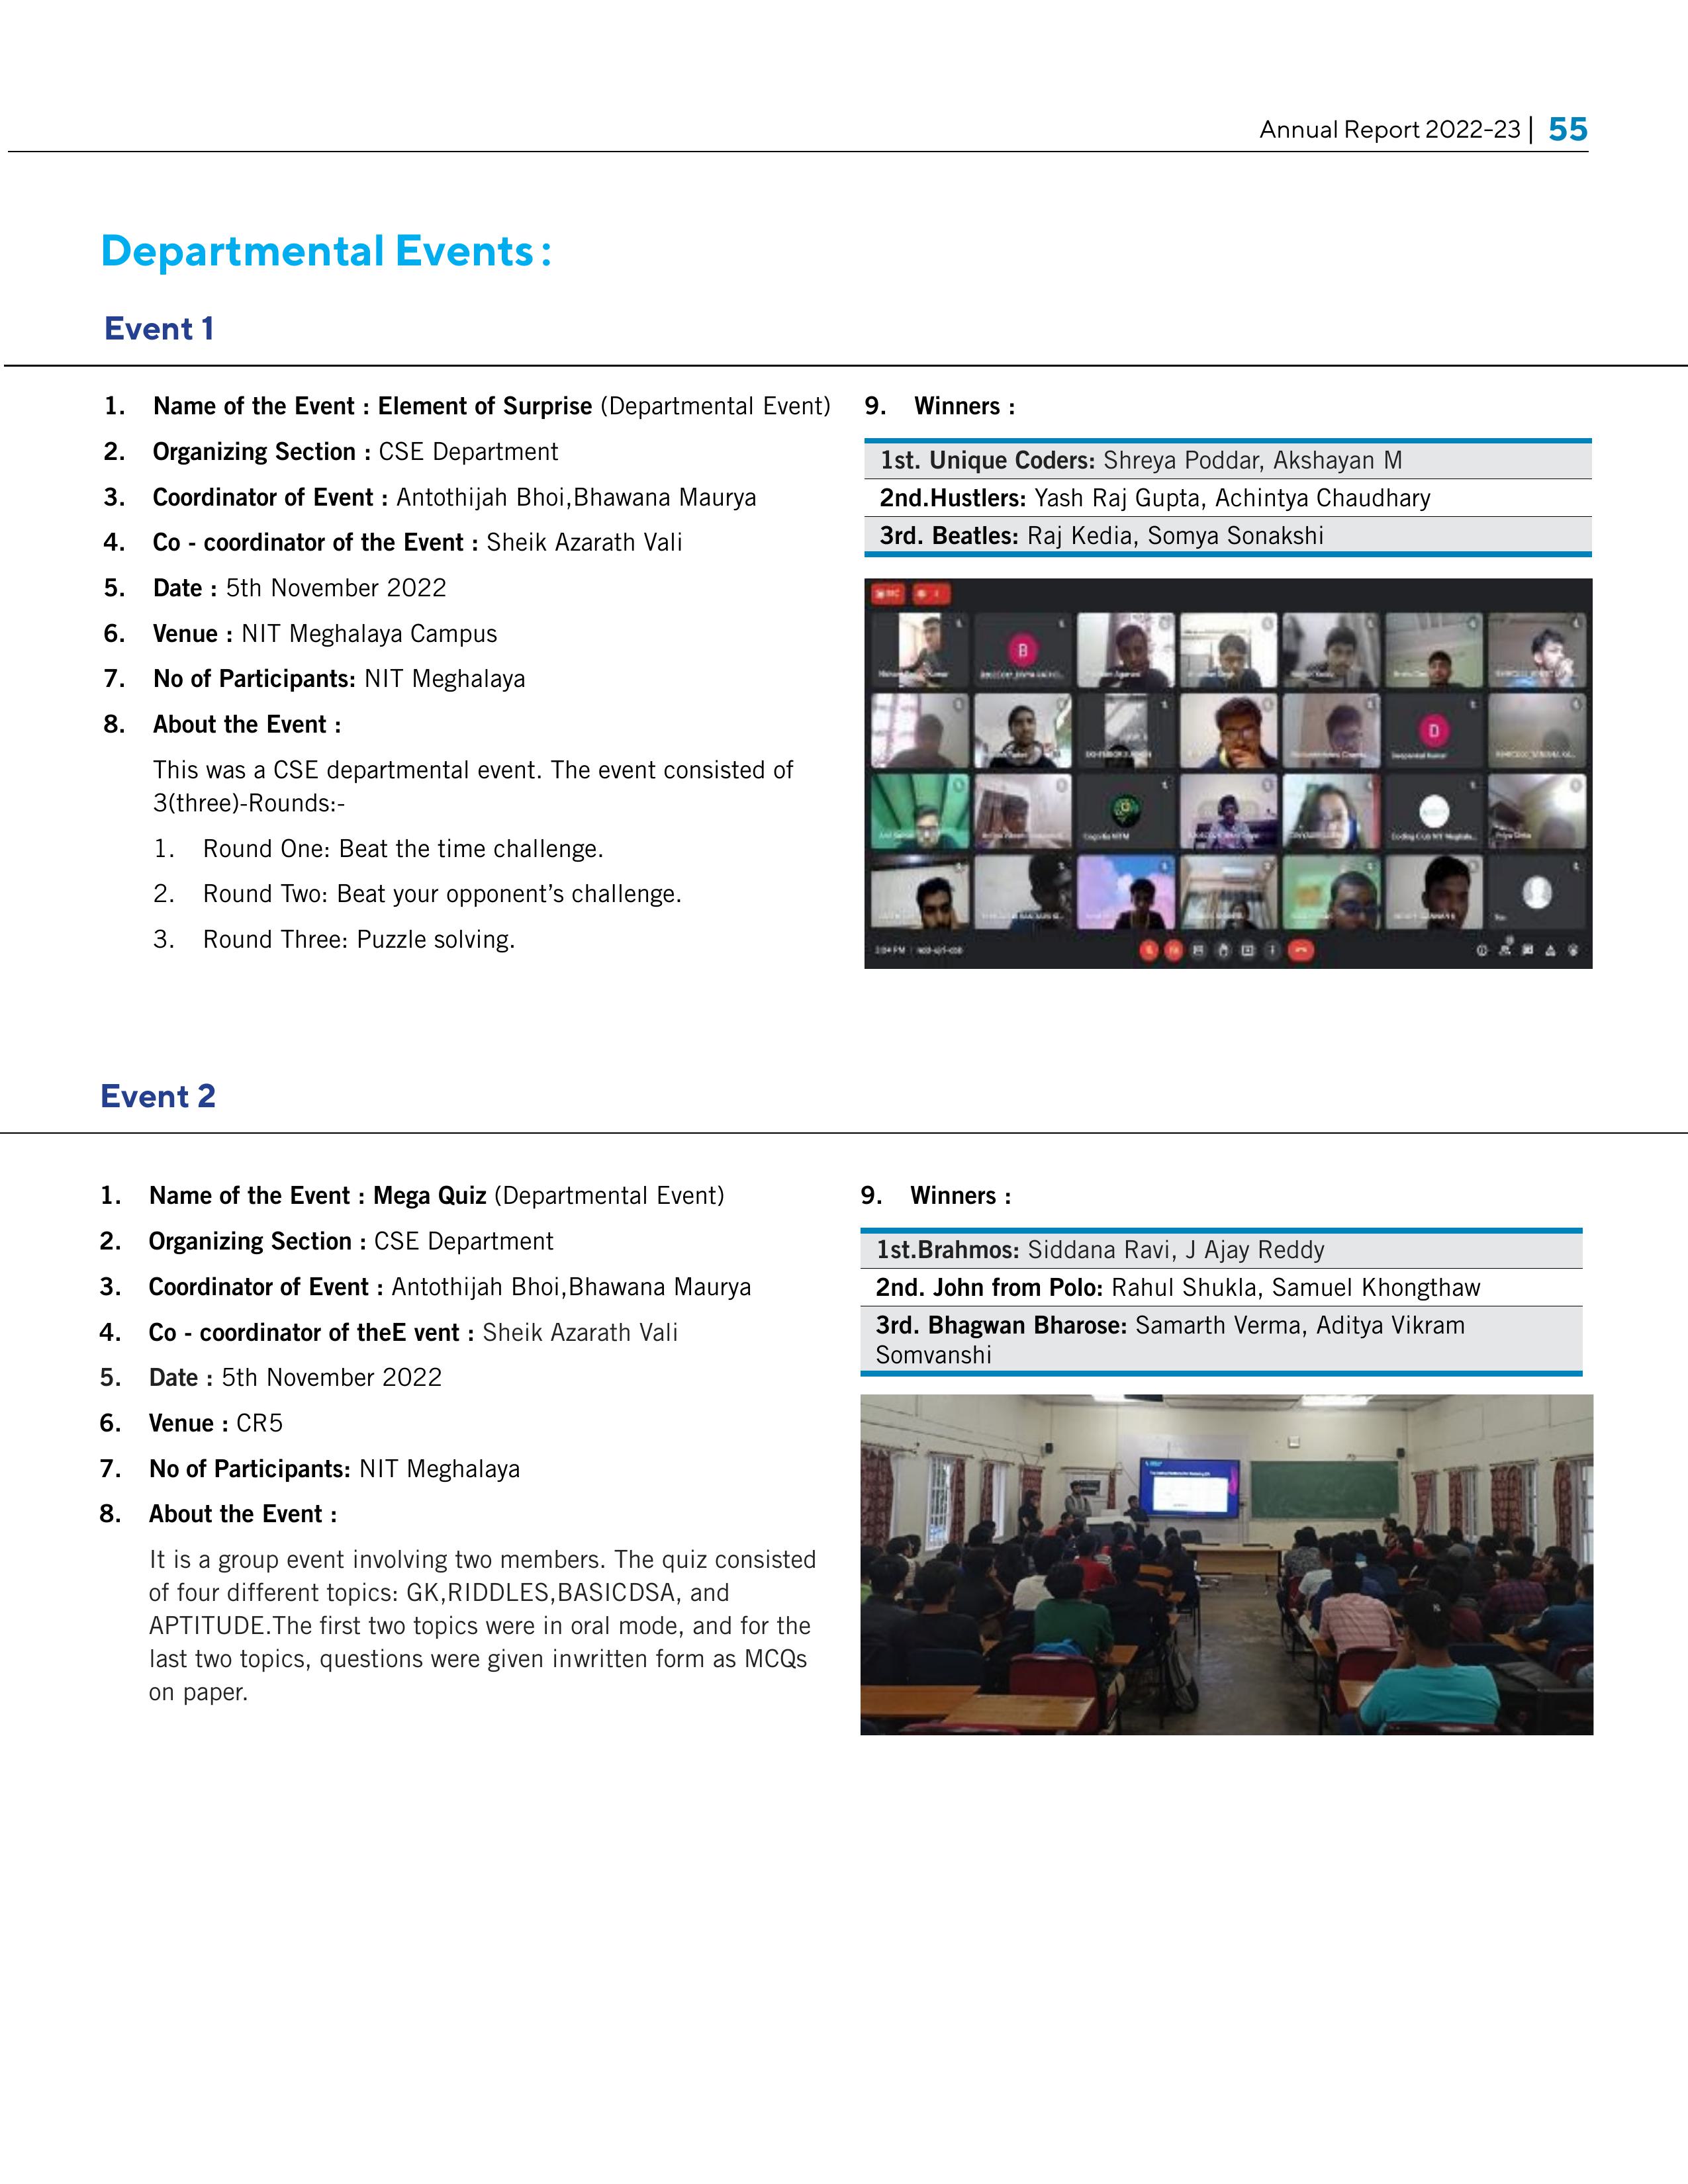 Annual Report 2022-23 | 55
Departmental Events :
Event 1
1. Name of the Event : Element of Surprise (Departmental Event)
2. Organizing Section : CSE Department
3. Coordinator of Event : Antothijah Bhoi,Bhawana Maurya
4. Co - coordinator of the Event : Sheik Azarath Vali
5. Date : 5th November 2022
6. Venue : NIT Meghalaya Campus
7. No of Participants: NIT Meghalaya
8. About the Event :
This was a CSE departmental event. The event consisted of
3(three)-Rounds:-
1. Round One: Beat the time challenge.
2. Round Two: Beat your opponent’s challenge.
3. Round Three: Puzzle solving.
9. Winners :
1st. Unique Coders: Shreya Poddar, Akshayan M
2nd.Hustlers: Yash Raj Gupta, Achintya Chaudhary
3rd. Beatles: Raj Kedia, Somya Sonakshi
B
D
Event 2
1. Name of the Event : Mega Quiz (Departmental Event)
2. Organizing Section : CSE Department
3. Coordinator of Event : Antothijah Bhoi,Bhawana Maurya
4. Co - coordinator of theE vent : Sheik Azarath Vali
5. Date : 5th November 2022
6. Venue : CR5
7. No of Participants: NIT Meghalaya
8. About the Event :
It is a group event involving two members. The quiz consisted
of four different topics: GK,RIDDLES,BASICDSA, and
APTITUDE.The first two topics were in oral mode, and for the
last two topics, questions were given inwritten form as MCQs
on paper.
9. Winners :
1st.Brahmos: Siddana Ravi, J Ajay Reddy
2nd. John from Polo: Rahul Shukla, Samuel Khongthaw
3rd. Bhagwan Bharose: Samarth Verma, Aditya Vikram
Somvanshi